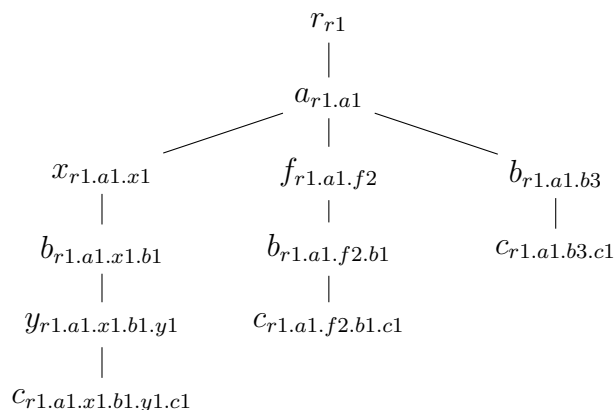 r_{r1}
a_{r1.a1}
x_{r1.a1.x1} f_{r1.a1.f2} b_{r1.a1.b3}
b_{r1.a1.x1.b1} b_{r1.a1.f2.b1} c_{r1.a1.b3.c1}
y_{r1.a1.x1.b1.y1} c_{r1.a1.f2.b1.c1}
c_{r1.a1.x1.b1.y1.c1}